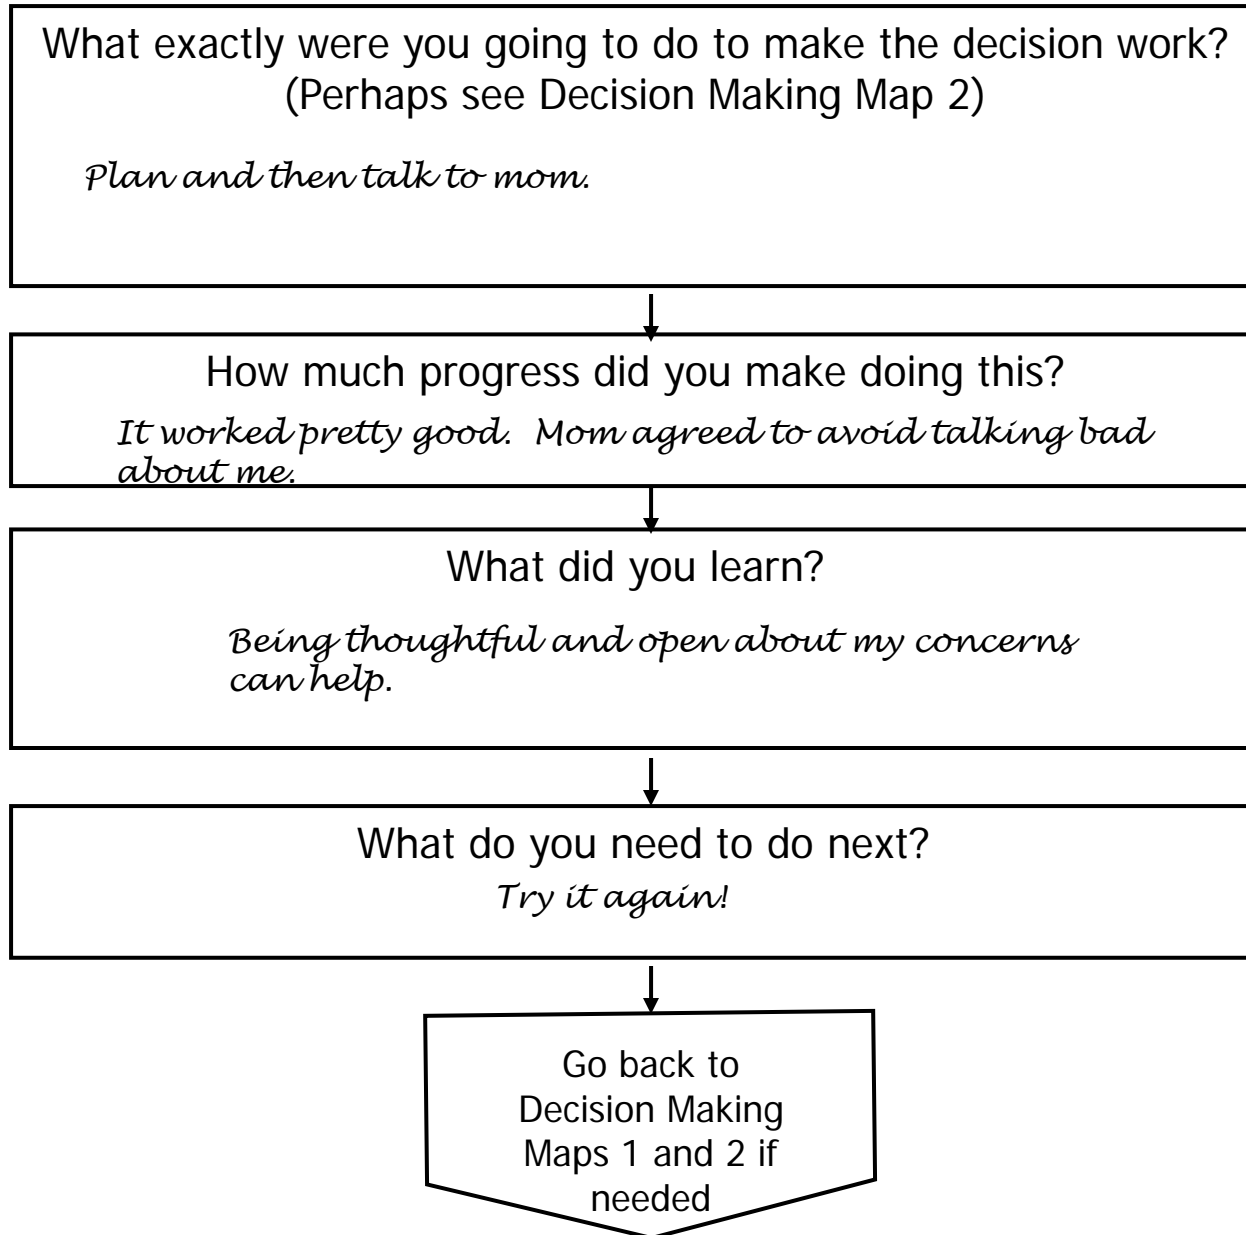 What exactly were you going to do to make the decision work?
(Perhaps see Decision Making Map 2)
Plan and then talk to mom.
How much progress did you make doing this?
It worked pretty good. Mom agreed to avoid talking bad
about me.
What did you learn?
Being thoughtful and open about my concerns
can help.
What do you need to do next?
Try it again!
Go back to
Decision Making
Maps 1 and 2 if
needed